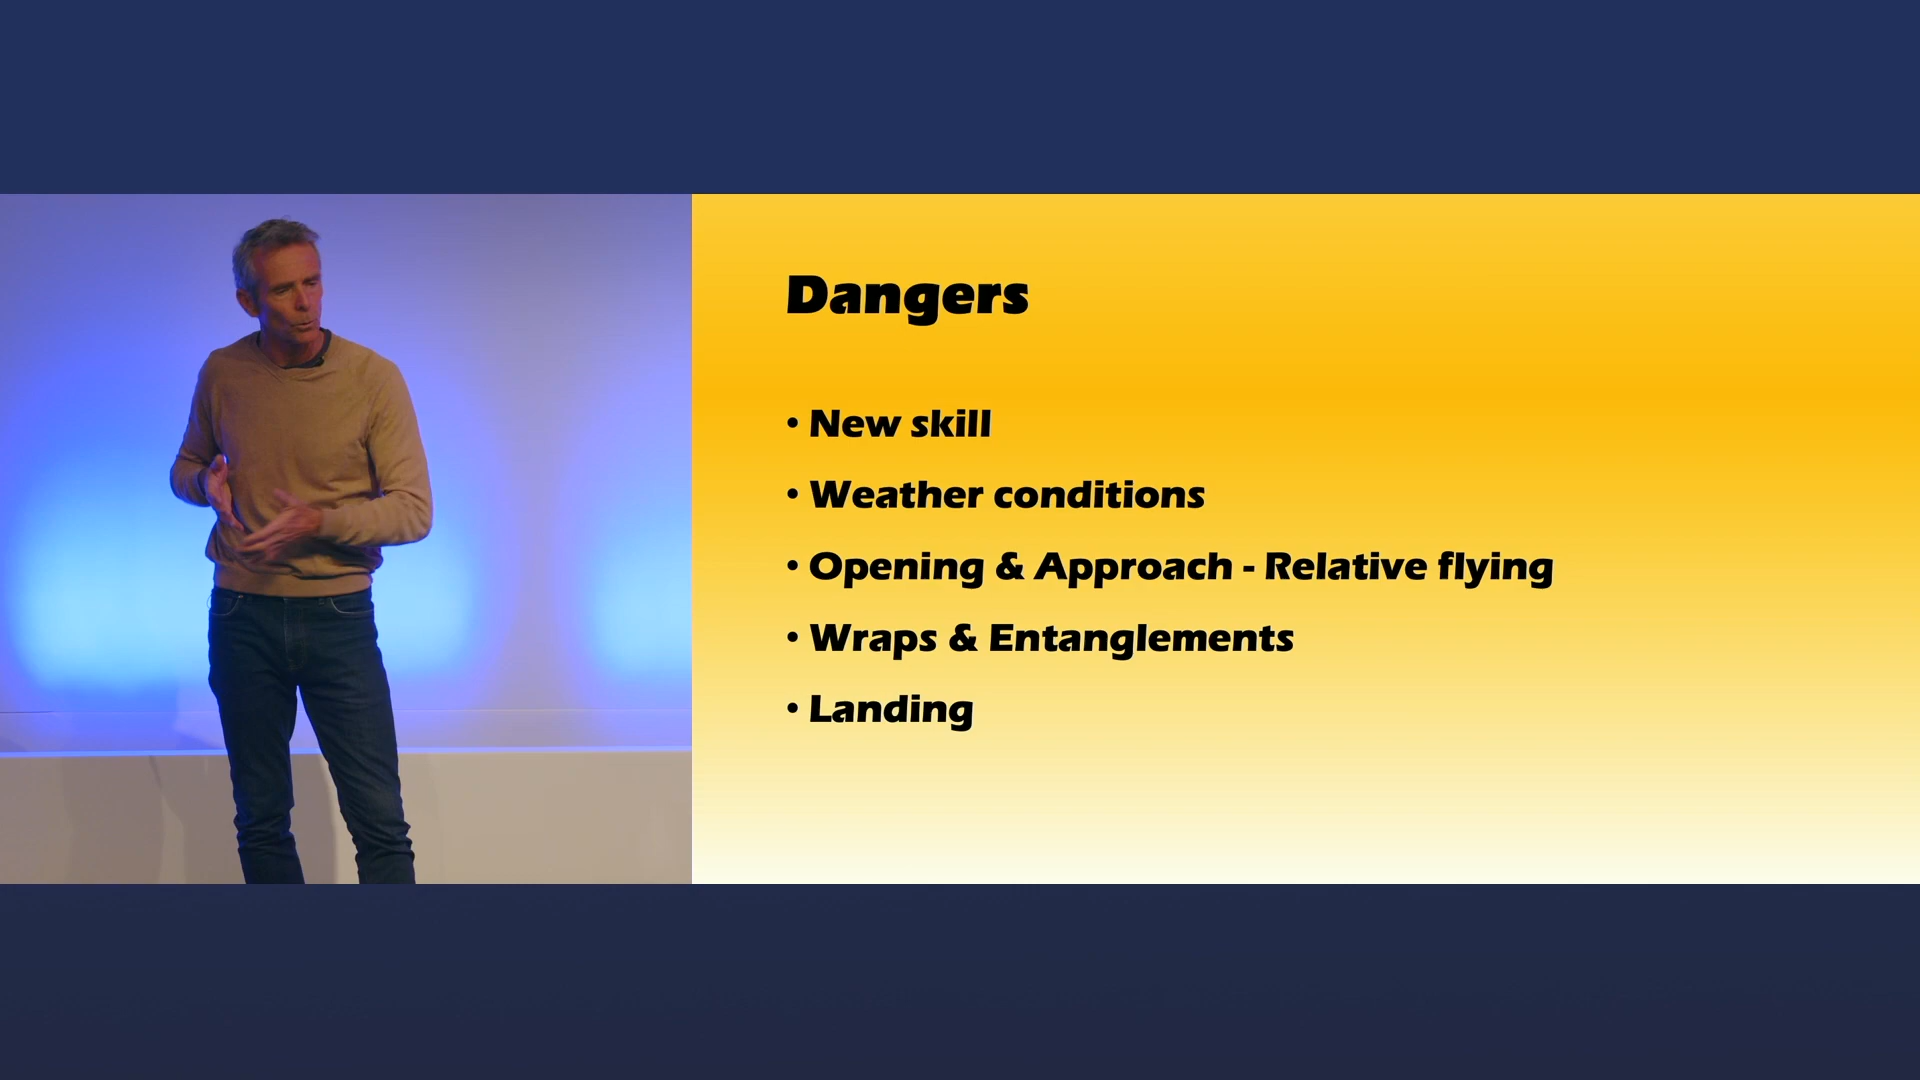 Dangers
• New skill
• Weather conditions
• Opening & Approach - Relative flying
• Wraps & Entanglements
• Landing